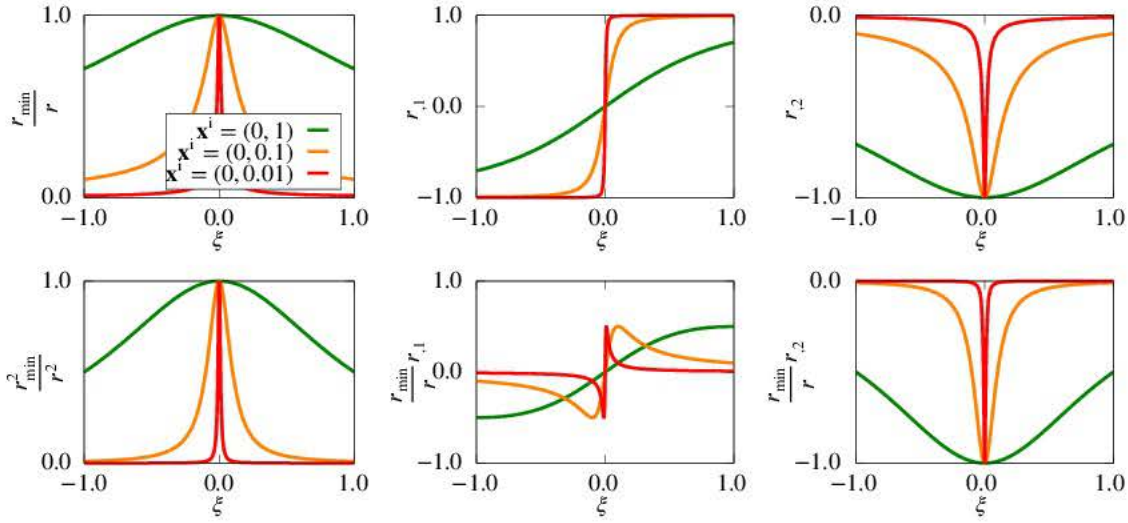 1.0
r_min / r
0.0
x^i = (0, 1)
x^i = (0, 0.1)
x^i = (0, 0.01)
−1.0 0.0 1.0
ξ
1.0
r,1 0.0
−1.0
−1.0 0.0 1.0
ξ
0.0
r,2
−1.0
−1.0 0.0 1.0
ξ
1.0
r²_min / r²
0.0
−1.0 0.0 1.0
ξ
1.0
r_min / r r,1 0.0
−1.0
−1.0 0.0 1.0
ξ
0.0
r_min / r r,2
−1.0
−1.0 0.0 1.0
ξ